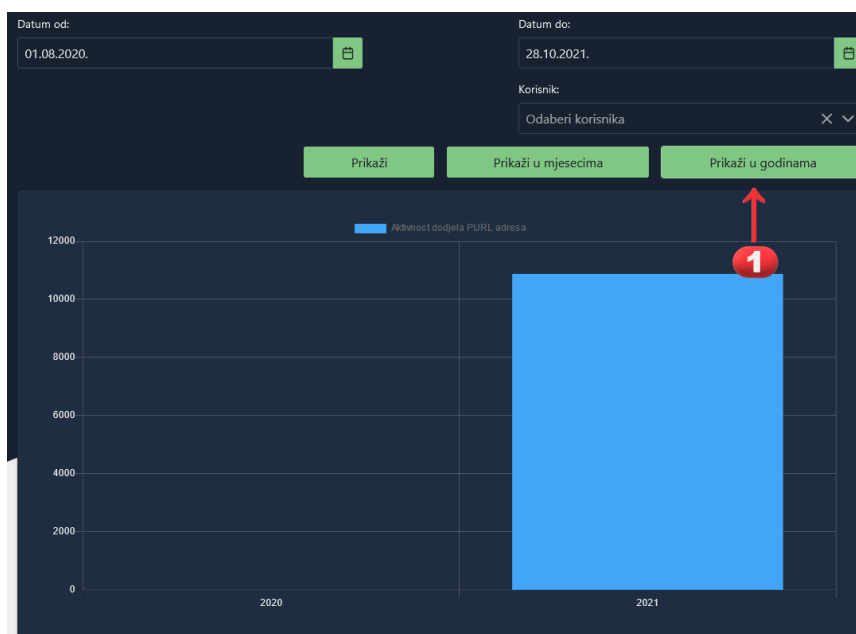 Datum od:
Datum do:
01.08.2020.
28.10.2021.
Korisnik:
Odaberi korisnika
Prikaži
Prikaži u mjesecima
Prikaži u godinama
1
Aktivnost dodjela PURL adresa
12000
10000
8000
6000
4000
2000
0
2020
2021